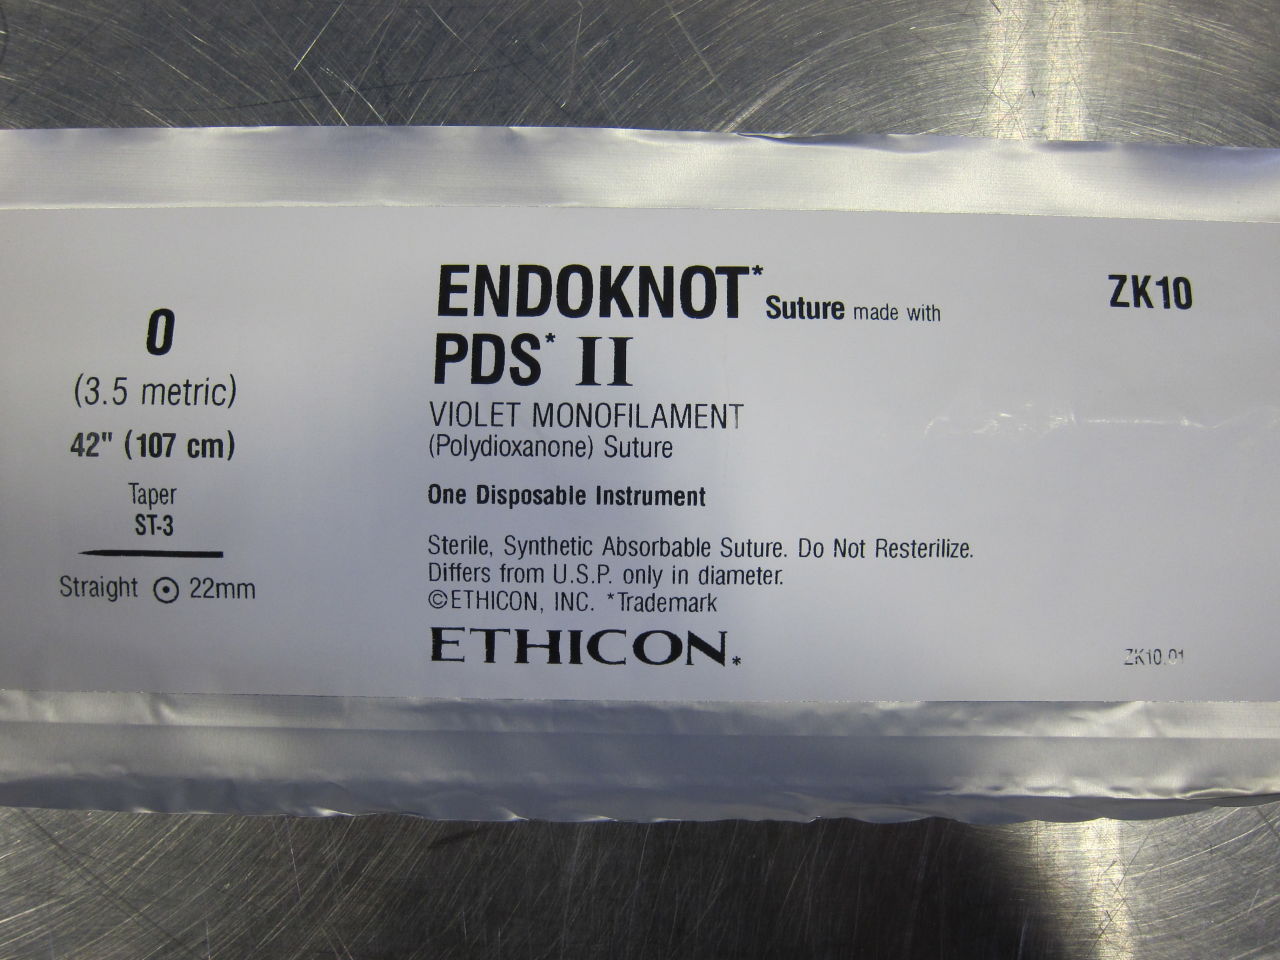 0
(3.5 metric)
42" (107 cm)
Taper
ST-3
Straight 22mm
ENDOKNOT* Suture made with
PDS* II
VIOLET MONOFILAMENT
(Polydioxanone) Suture
One Disposable Instrument
Sterile, Synthetic Absorbable Suture. Do Not Resterilize.
Differs from U.S.P. only in diameter.
©ETHICON, INC. *Trademark
ETHICON*
ZK10
ZK10.01